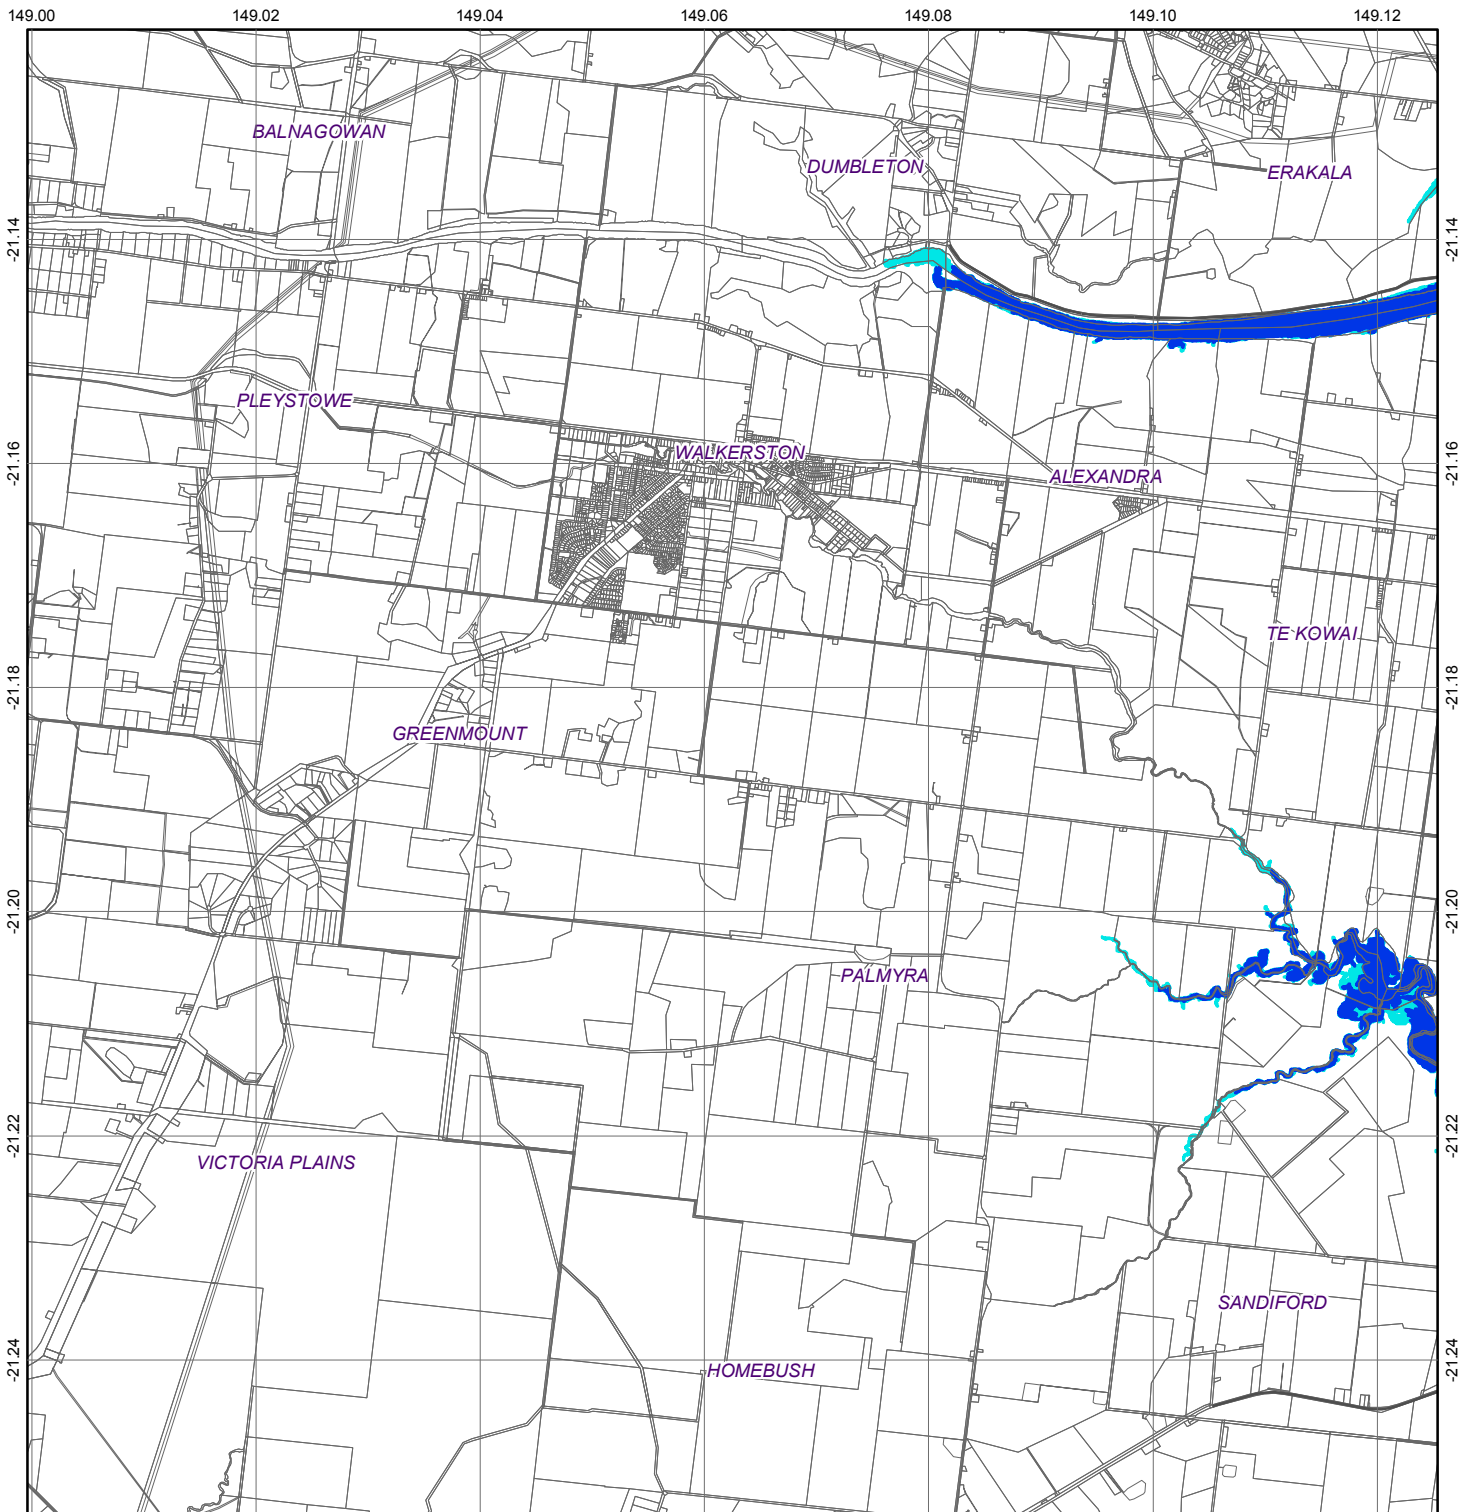 149.00 149.02 149.04 149.06 149.08 149.10 149.12
BALNAGOWAN
DUMBLETON
ERAKALA
-21.14 -21.14
PLEYSTOWE
WALKERSTON
-21.16 -21.16
ALEXANDRA
TE KOWAI
-21.18 -21.18
GREENMOUNT
-21.20 -21.20
PALMYRA
-21.22 -21.22
VICTORIA PLAINS
SANDIFORD
-21.24 -21.24
HOMEBUSH